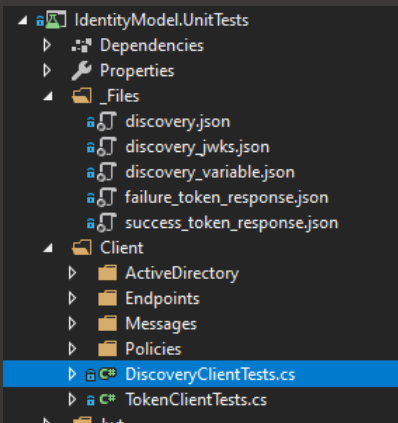 IdentityModel.UnitTests
Dependencies
Properties
_Files
discovery.json
discovery_jwks.json
discovery_variable.json
failure_token_response.json
success_token_response.json
Client
ActiveDirectory
Endpoints
Messages
Policies
C# DiscoveryClientTests.cs
C# TokenClientTests.cs